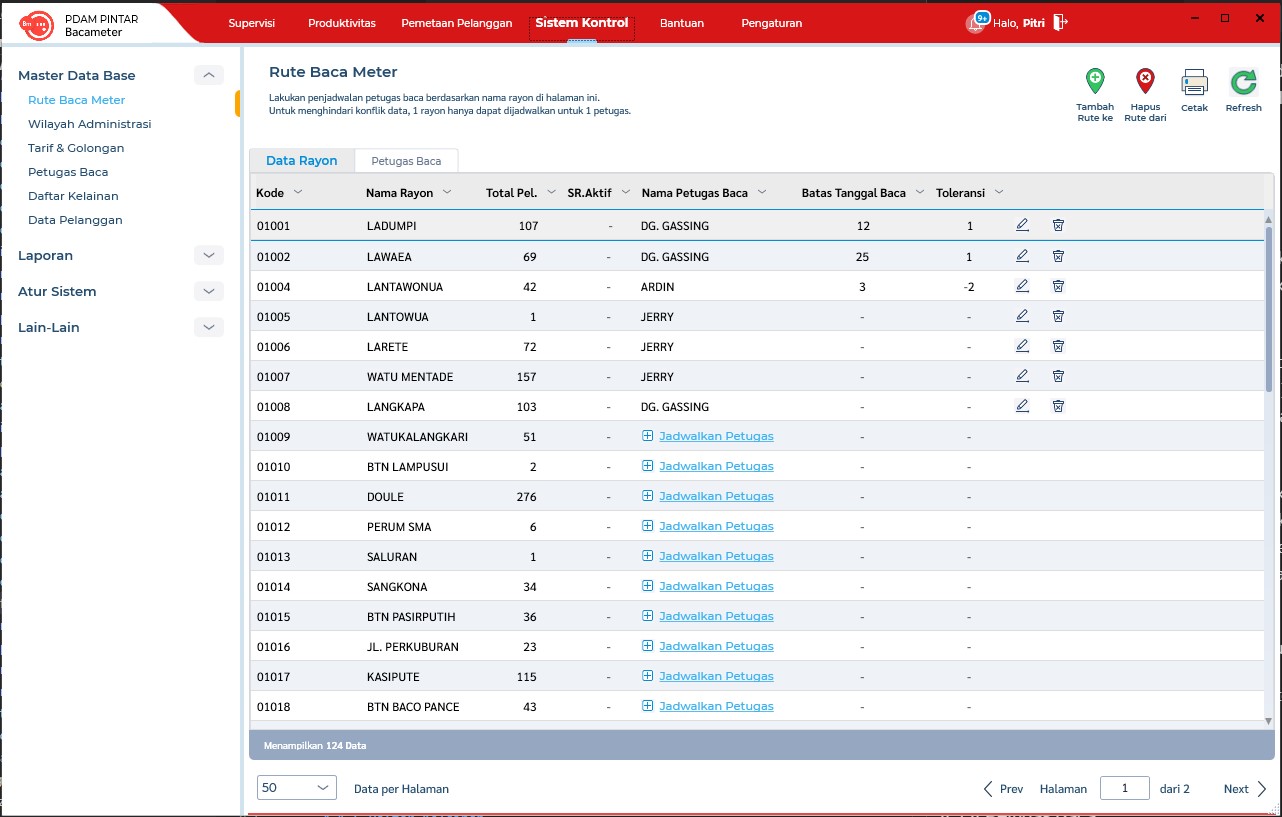 PDAM PINTAR
Bacameter
Supervisi Produktivitas Pemetaan Pelanggan Sistem Kontrol Bantuan Pengaturan
9+ Halo, Pitri
Master Data Base
Rute Baca Meter
Wilayah Administrasi
Tarif & Golongan
Petugas Baca
Daftar Kelainan
Data Pelanggan
Laporan
Atur Sistem
Lain-Lain
Rute Baca Meter
Lakukan penjadwalan petugas baca berdasarkan nama rayon di halaman ini.
Untuk menghindari konflik data, 1 rayon hanya dapat dijadwalkan untuk 1 petugas.
Tambah Rute ke
Hapus Rute dari
Cetak
Refresh
Data Rayon Petugas Baca
Kode Nama Rayon Total Pel. SR.Aktif Nama Petugas Baca Batas Tanggal Baca Toleransi
01001 LADUMPI 107 - DG. GASSING 12 1
01002 LAWAEA 69 - DG. GASSING 25 1
01004 LANTAWONUA 42 - ARDIN 3 -2
01005 LANTOWUA 1 - JERRY - -
01006 LARETE 72 - JERRY - -
01007 WATU MENTADE 157 - JERRY - -
01008 LANGKAPA 103 - DG. GASSING - -
01009 WATUKALANGKARI 51 - Jadwalkan Petugas - -
01010 BTN LAMPUSUI 2 - Jadwalkan Petugas - -
01011 DOULE 276 - Jadwalkan Petugas - -
01012 PERUM SMA 6 - Jadwalkan Petugas - -
01013 SALURAN 1 - Jadwalkan Petugas - -
01014 SANGKONA 34 - Jadwalkan Petugas - -
01015 BTN PASIRPUTIH 36 - Jadwalkan Petugas - -
01016 JL. PERKUBURAN 23 - Jadwalkan Petugas - -
01017 KASIPUTE 115 - Jadwalkan Petugas - -
01018 BTN BACO PANCE 43 - Jadwalkan Petugas - -
Menampilkan 124 Data
50 Data per Halaman Prev Halaman 1 dari 2 Next